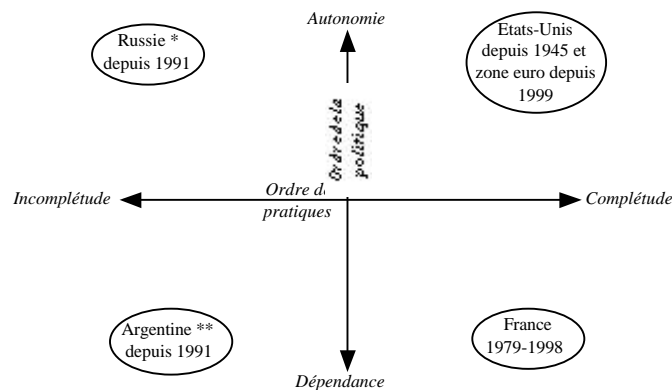 Autonomie
Russie *
depuis 1991
Etats-Unis
depuis 1945 et
zone euro depuis
1999
Ordre de la
politique
Incomplétude
Ordre d
pratiques
Complétude
Argentine **
depuis 1991
France
1979-1998
Dépendance